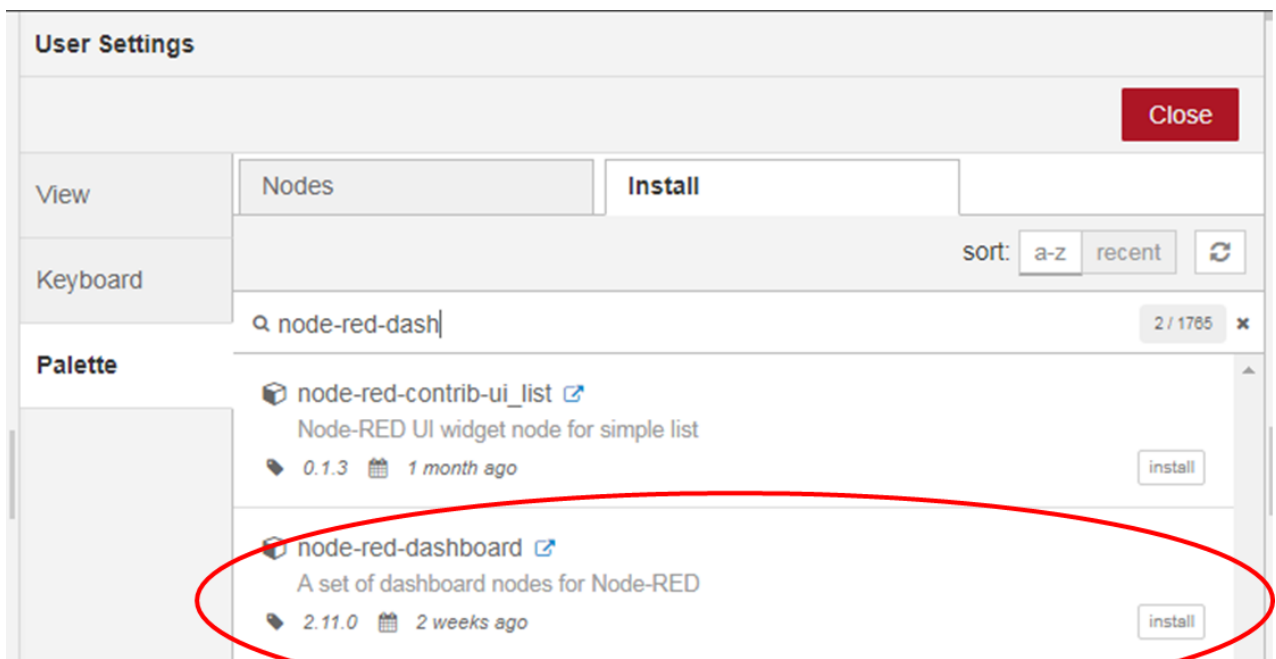 User Settings
Close
View
Nodes
Install
sort: a-z recent
Keyboard
node-red-dash
2 / 1765
Palette
node-red-contrib-ui_list
Node-RED UI widget node for simple list
0.1.3 1 month ago
install
node-red-dashboard
A set of dashboard nodes for Node-RED
2.11.0 2 weeks ago
install